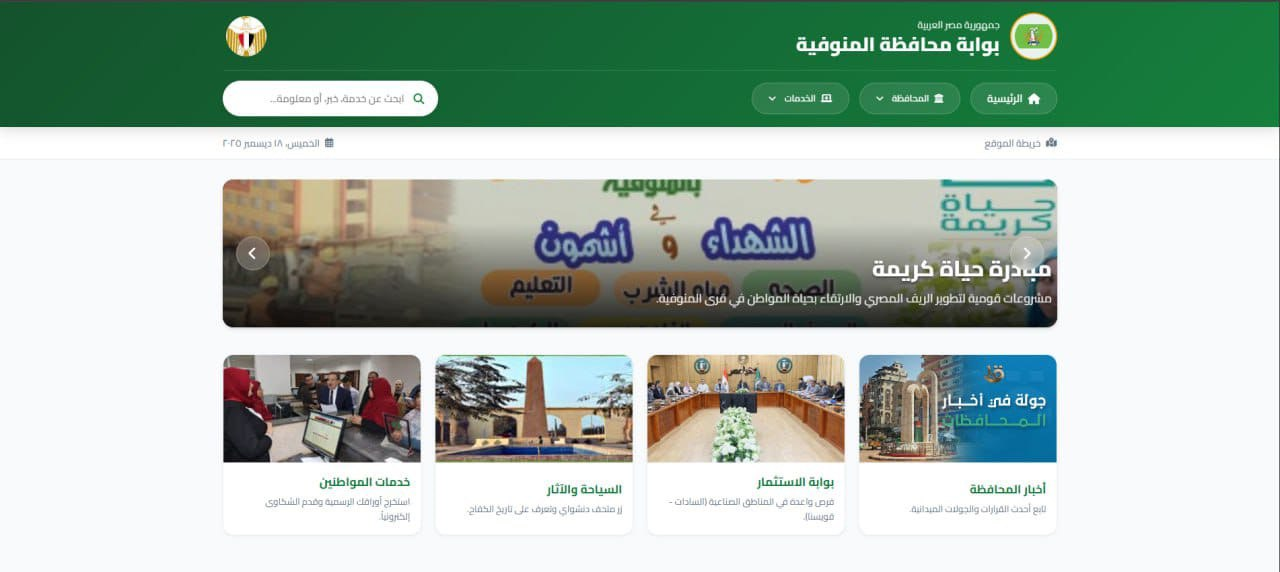 جمهورية مصر العربية
بوابة محافظة المنوفية
الرئيسية
المحافظة
الخدمات
ابحث عن خدمة، خبر، أو معلومة...
خريطة الموقع
الخميس، ١٨ ديسمبر ٢٠٢٥
بالمنوفية
حياة
كريمة
الشهداء و في أشمون
الصحة
مياه الشرب
التعليم
مبادرة حياة كريمة
مشروعات قومية لتطوير الريف المصري والارتقاء بحياة المواطن في قرى المنوفية.
جولة في أخبار
المحافظات
أخبار المحافظة
تابع أحدث القرارات والجولات الميدانية.
بوابة الاستثمار
فرص واعدة في المناطق الصناعية (السادات -
قويسنا).
السياحة والآثار
زر متحف دنشواي وتعرف على تاريخ الكفاح.
خدمات المواطنين
استخرج أوراقك الرسمية وقدم الشكاوى
إلكترونياً.